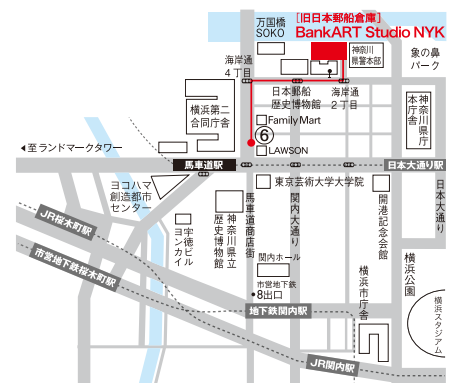 万国橋
SOKO
[旧日本郵船倉庫]
BankART Studio NYK
海岸通
4丁目
神奈川
県警本部
象の鼻
パーク
日本郵船
歴史博物館
海岸通
2丁目
横浜第二
合同庁舎
FamilyMart
⑥
LAWSON
神奈川県庁
本庁舎
◀至ランドマークタワー
馬車道駅
日本大通り駅
ヨコハマ
創造都市
センター
東京芸術大学大学院
宇徳ビル
ヨンカイ
神奈川県立
歴史博物館
馬車道商店街
関内大通り
開港記念会館
日本大通り
JR桜木町駅
市営地下鉄桜木町駅
関内ホール
市営地下鉄
8出口
地下鉄関内駅
横浜市庁舎
横浜公園
横浜スタジアム
JR関内駅